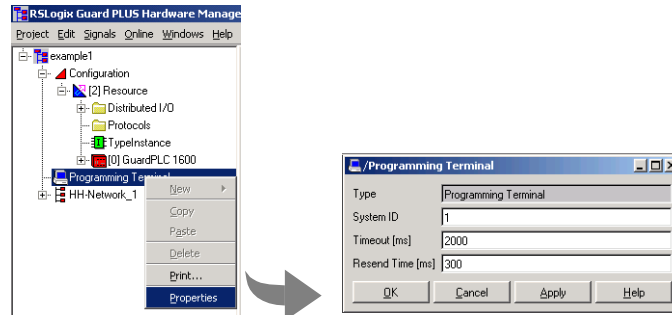 RSLogix Guard PLUS Hardware Manage
Project Edit Signals Online Windows Help
example1
Configuration
[2] Resource
Distributed I/O
Protocols
TypeInstance
[0] GuardPLC 1600
Programming Ter
HH-Network_1
New
Copy
Paste
Delete
Print...
Properties
/Programming Terminal
Type Programming Terminal
System ID 1
Timeout [ms] 2000
Resend Time [ms] 300
OK Cancel Apply Help